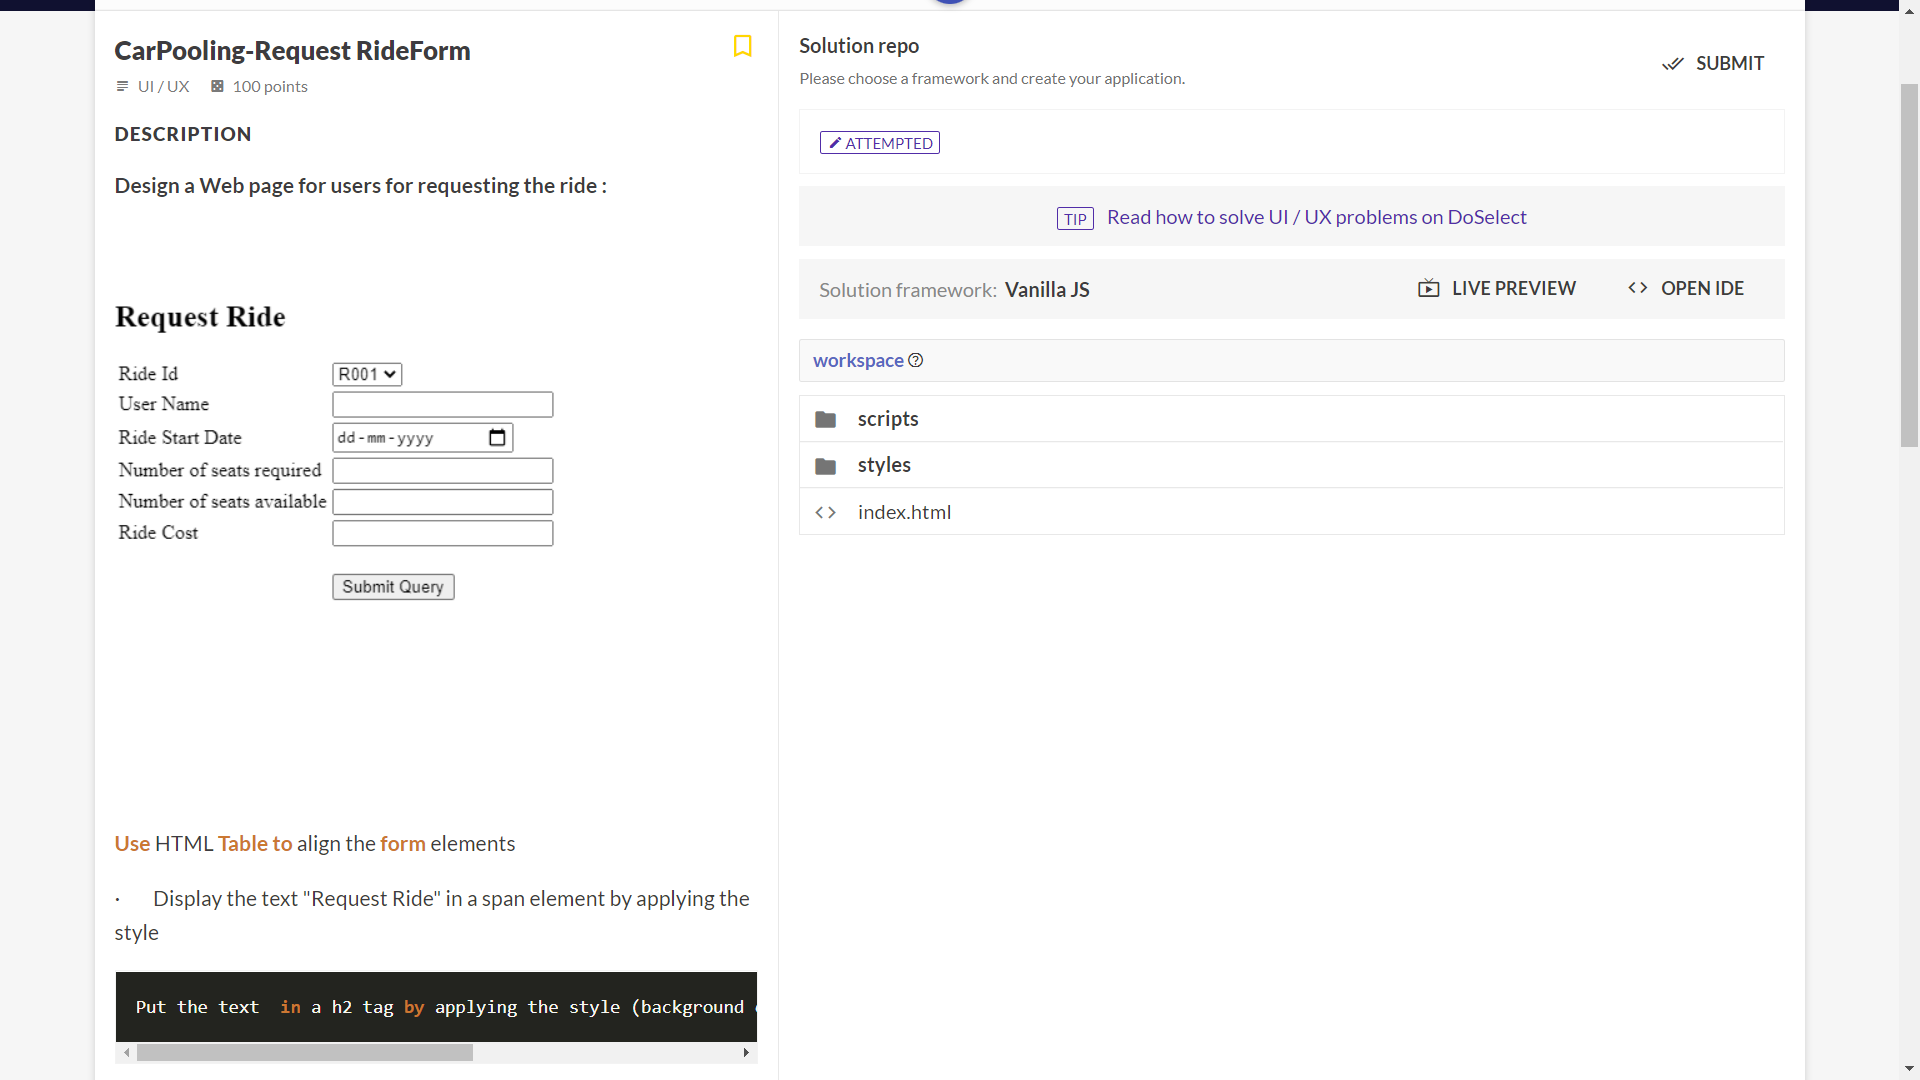 CarPooling-Request RideForm
UI / UX 100 points
DESCRIPTION
Design a Web page for users for requesting the ride :
Request Ride
Ride Id R001
User Name
Ride Start Date dd-mm-yyyy
Number of seats required
Number of seats available
Ride Cost
Submit Query
Use HTML Table to align the form elements
· Display the text "Request Ride" in a span element by applying the
style
Put the text in a h2 tag by applying the style (background
Solution repo
Please choose a framework and create your application.
SUBMIT
ATTEMPTED
TIP Read how to solve UI / UX problems on DoSelect
Solution framework: Vanilla JS LIVE PREVIEW OPEN IDE
workspace
scripts
styles
index.html